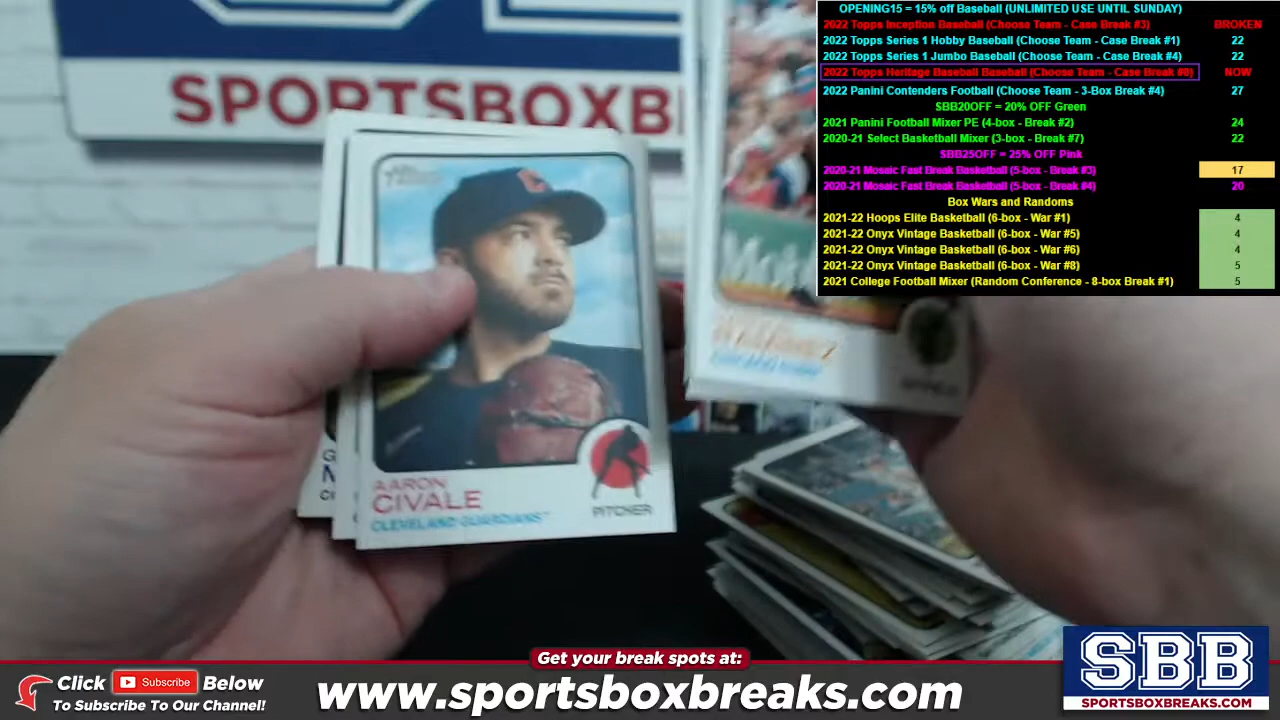 OPENING15 = 15% off Baseball (UNLIMITED USE UNTIL SUNDAY)
2022 Topps Inception Baseball (Choose Team - Case Break #3) BROKEN
2022 Topps Series 1 Hobby Baseball (Choose Team - Case Break #1) 22
2022 Topps Series 1 Jumbo Baseball (Choose Team - Case Break #4) 22
2022 Topps Heritage Baseball Baseball (Choose Team - Case Break #8) NOW
2022 Panini Contenders Football (Choose Team - 3-Box Break #4) 27
SBB20OFF = 20% OFF Green
2021 Panini Football Mixer PE (4-box - Break #2) 24
2020-21 Select Basketball Mixer (3-box - Break #7) 22
SBB25OFF = 25% OFF Pink
2020-21 Mosaic Fast Break Basketball (5-box - Break #3) 17
2020-21 Mosaic Fast Break Basketball (5-box - Break #4) 20
Box Wars and Randoms
2021-22 Hoops Elite Basketball (6-box - War #1) 4
2021-22 Onyx Vintage Basketball (6-box - War #5) 4
2021-22 Onyx Vintage Basketball (6-box - War #6) 4
2021-22 Onyx Vintage Basketball (6-box - War #8) 5
2021 College Football Mixer (Random Conference - 8-box Break #1) 5
SPORTSBOXB
AARON
CIVALE
CLEVELAND GUARDIANS™
PITCHER
Get your break spots at:
Click Subscribe Below
To Subscribe To Our Channel!
www.sportsboxbreaks.com
SBB
SPORTSBOXBREAKS.COM